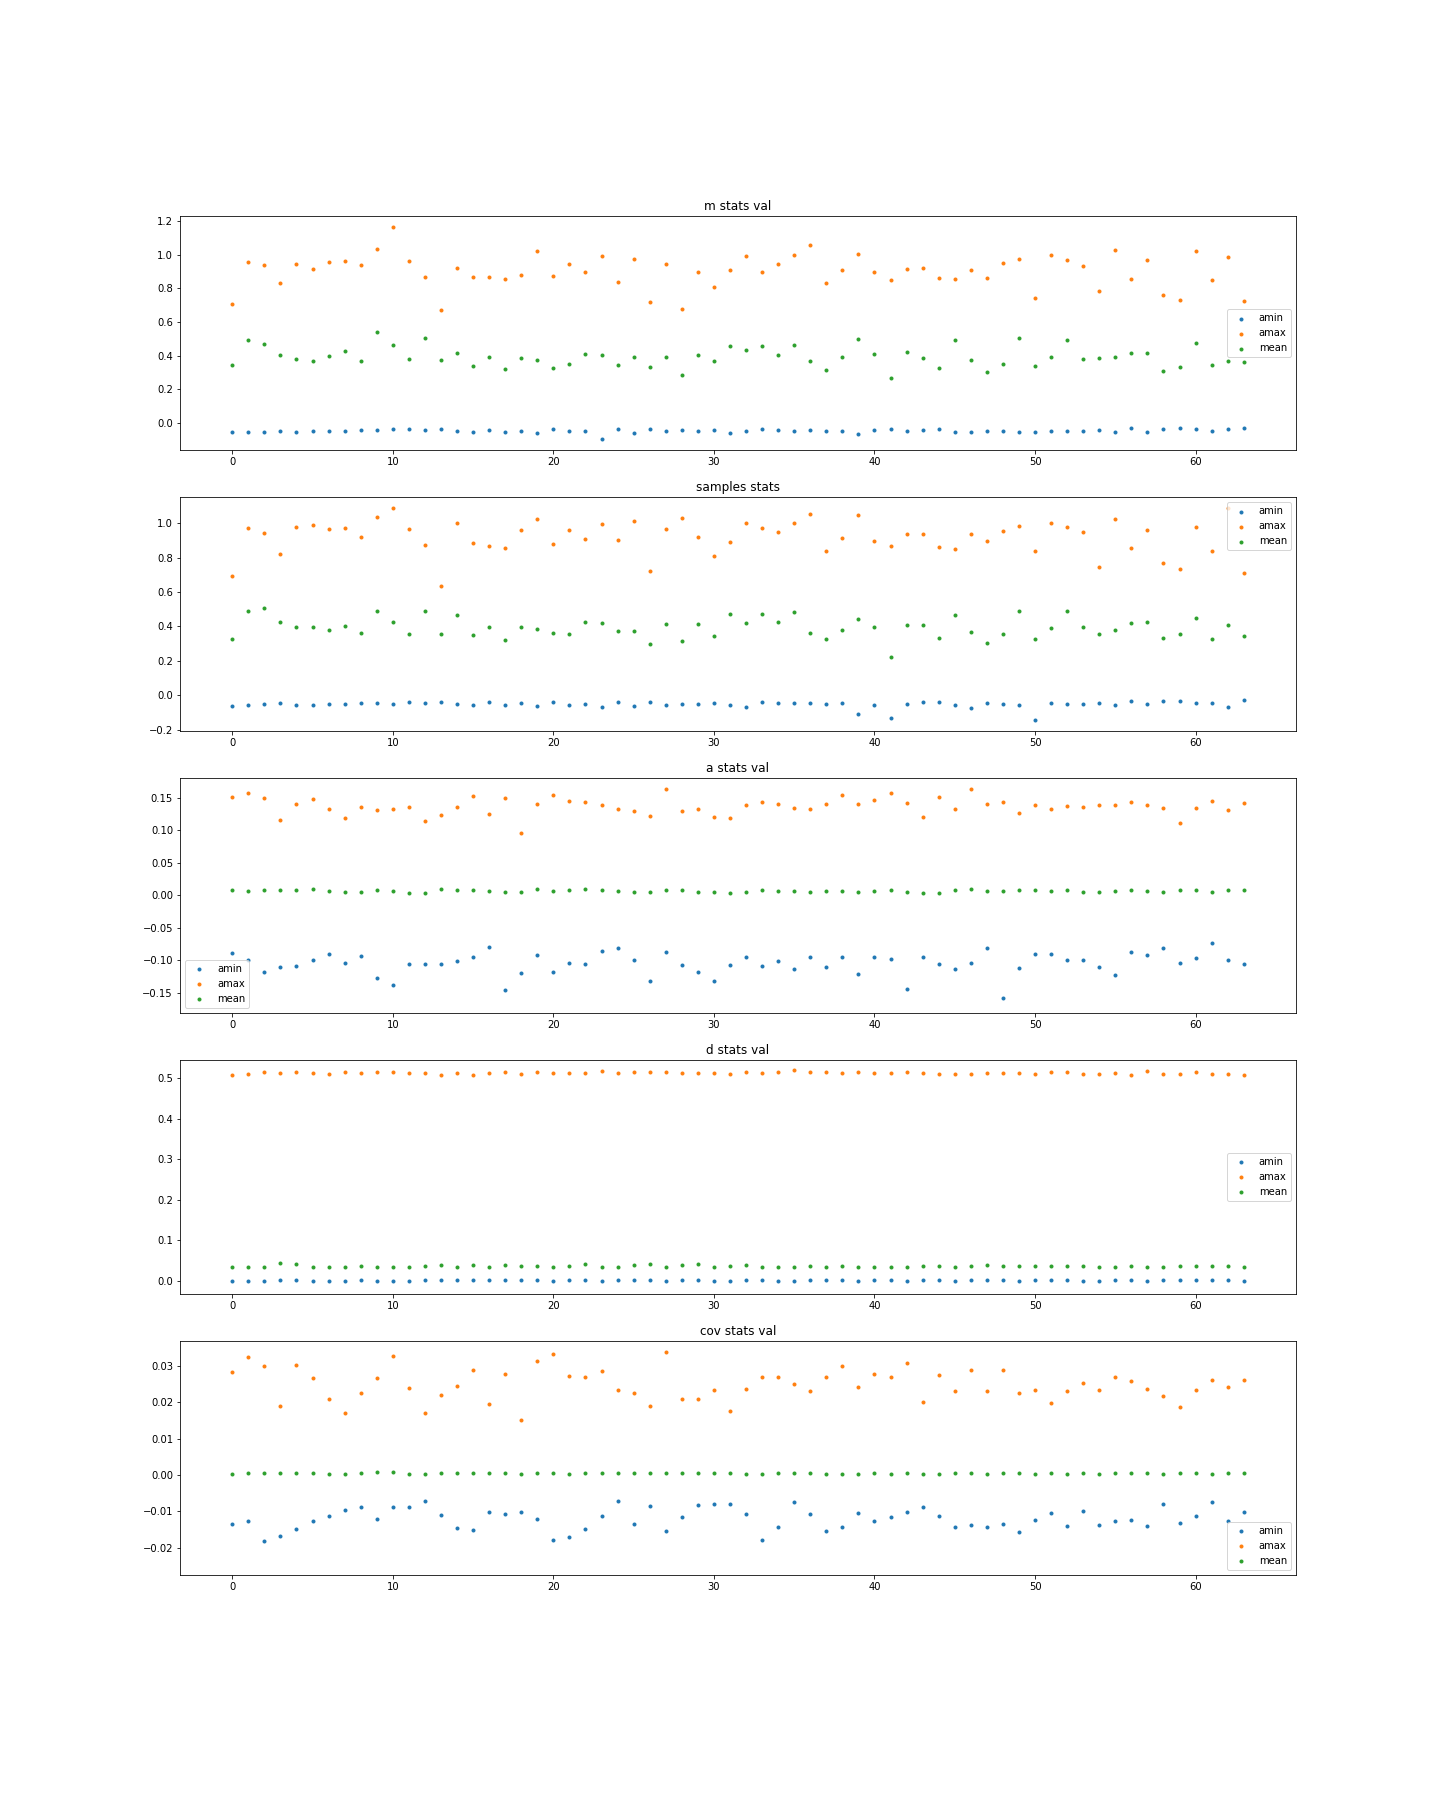 m stats val
1.2
1.0
0.8
0.6
0.4
0.2
0.0
amin
amax
mean
0 10 20 30 40 50 60
samples stats
1.0
0.8
0.6
0.4
0.2
0.0
−0.2
amin
amax
mean
0 10 20 30 40 50 60
a stats val
0.15
0.10
0.05
0.00
−0.05
−0.10
−0.15
amin
amax
mean
0 10 20 30 40 50 60
d stats val
0.5
0.4
0.3
0.2
0.1
0.0
amin
amax
mean
0 10 20 30 40 50 60
cov stats val
0.03
0.02
0.01
0.00
−0.01
−0.02
amin
amax
mean
0 10 20 30 40 50 60